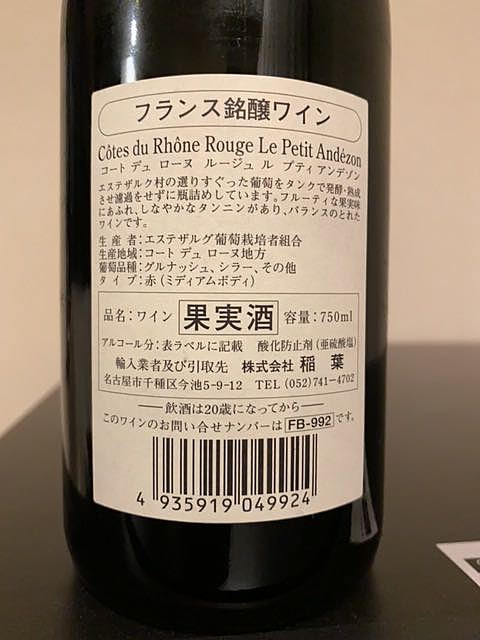 フランス銘醸ワイン
Côtes du Rhône Rouge Le Petit Andézon
コート デュ ローヌ ルージュ ル プティ アンデゾン
エステザルク村の選りすぐった葡萄をタンクで発酵・熟成
させ濾過をせずに瓶詰めしています。フルーティな果実味
にあふれ、しなやかなタンニンがあり、バランスのとれた
ワインです。
生産者：エステザルグ葡萄栽培者組合
生産地域：コート デュ ローヌ地方
葡萄品種：グルナッシュ、シラー、その他
タイプ：赤（ミディアムボディ）
品名：ワイン 果実酒 容量：750ml
アルコール分：表ラベルに記載 酸化防止剤（亜硫酸塩）
輸入業者及び引取先 株式会社 稲葉
名古屋市千種区今池5-9-12 TEL (052)741-4702
飲酒は20歳になってから
このワインのお問い合せナンバーは FB-992 です。
4 935919 049924